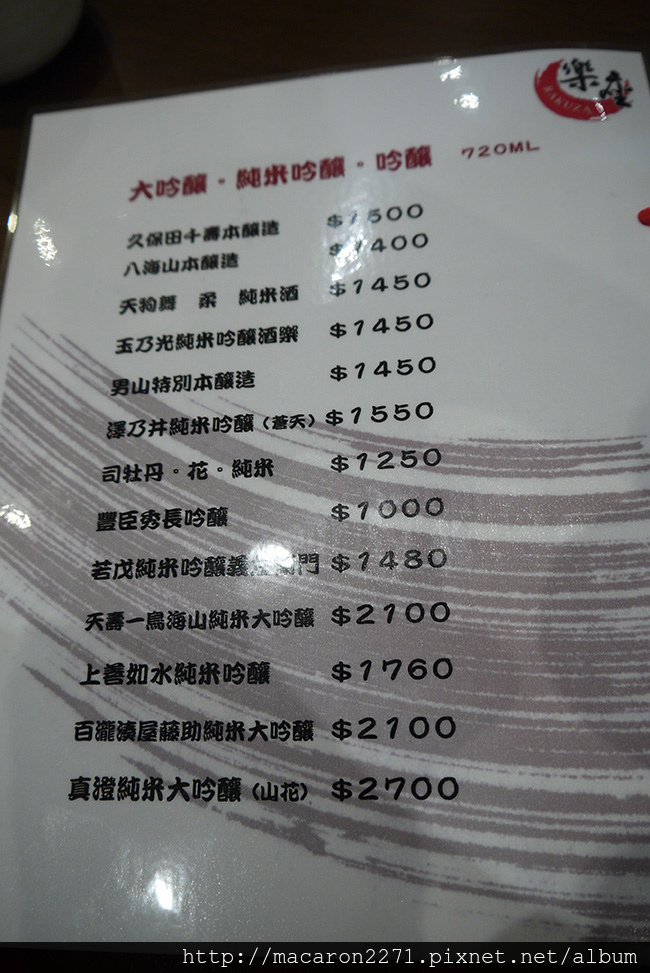 樂座
RAKUZA
大吟釀。純米吟釀。吟釀 720ML
久保田千壽本釀造 $1500
八海山本釀造 $1400
天狗舞 柔 純米酒 $1450
玉乃光純米吟釀酒樂 $1450
男山特別本釀造 $1450
澤乃井純米吟釀(蒼天) $1550
司牡丹。花。純米 $1250
豐臣秀長吟釀 $1000
若戎純米吟釀義左衛門 $1480
天壽一鳥海山純米大吟釀 $2100
上善如水純米吟釀 $1760
百瀧湊屋藤助純米大吟釀 $2100
真澄純米大吟釀(山花) $2700
http://macaron2271.pixnet.net/album